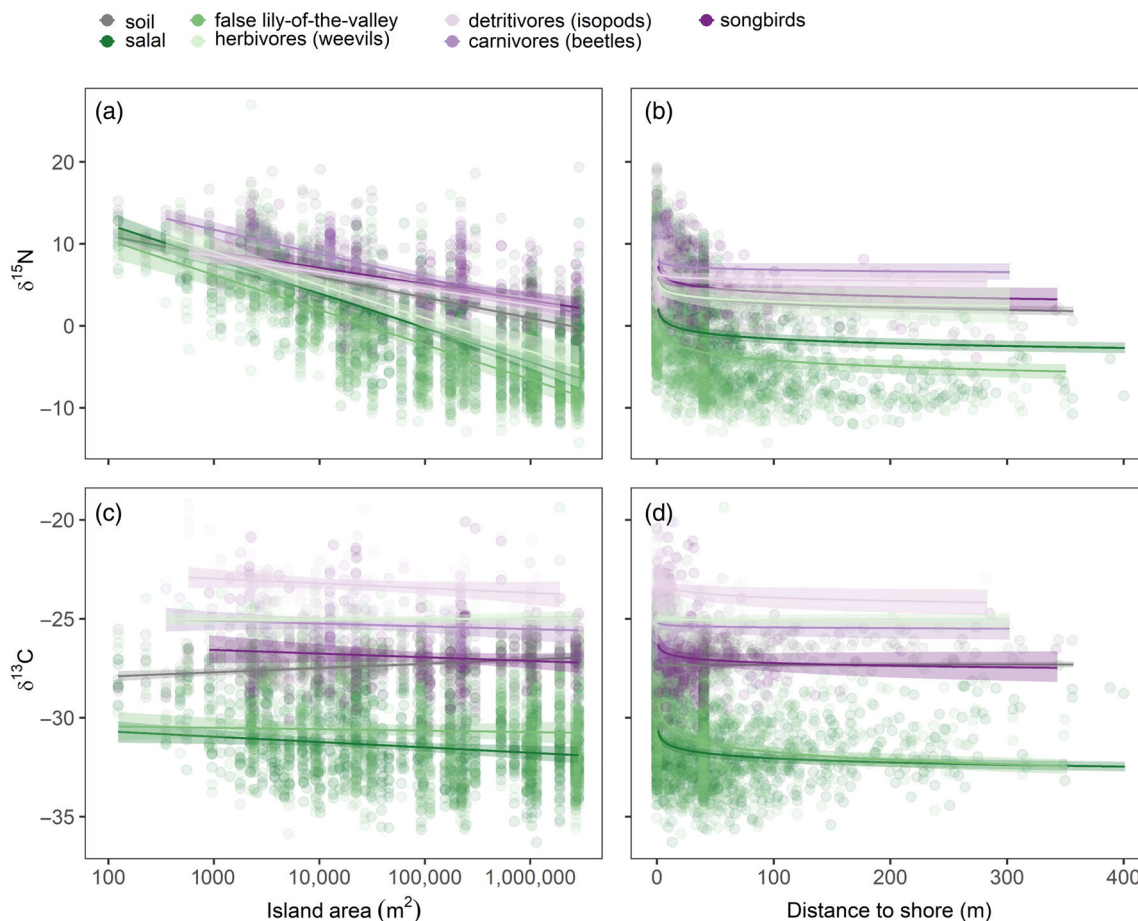 soil false lily-of-the-valley detritivores (isopods) songbirds
salal herbivores (weevils) carnivores (beetles)
(a) (b)
20
10
0
−10
δ¹⁵N
(c) (d)
−20
−25
−30
−35
δ¹³C
100 1000 10,000 100,000 1,000,000 0 100 200 300 400
Island area (m²) Distance to shore (m)